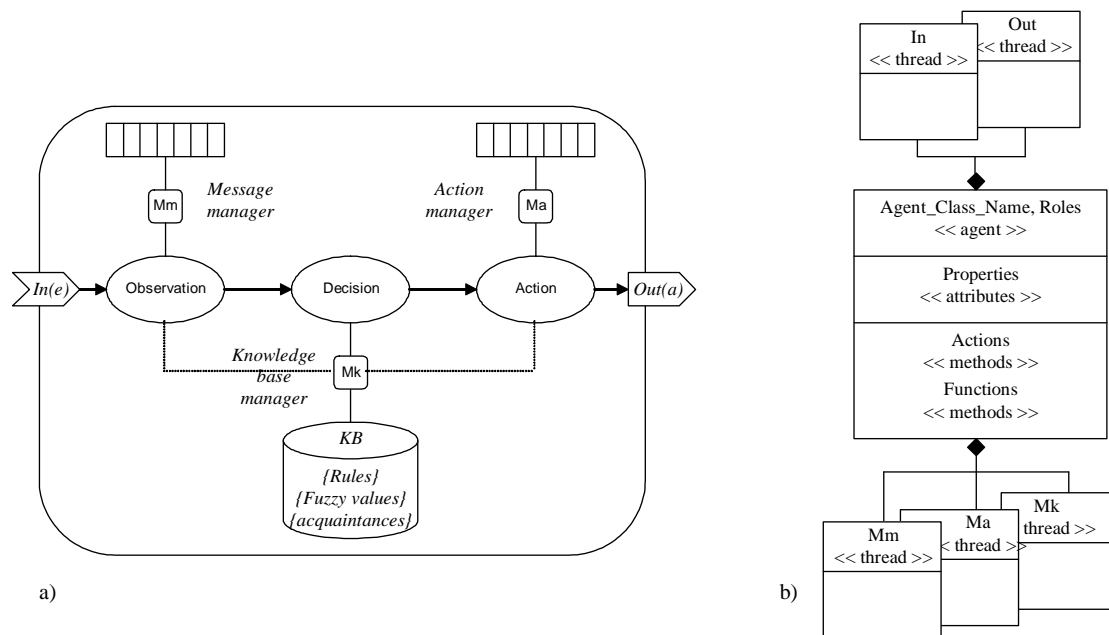 Message
manager
Mm
Action
manager
Ma
In(e)
Observation
Decision
Action
Out(a)
Knowledge
base
manager
Mk
KB
{Rules}
{Fuzzy values}
{acquaintances}
a)
In
<< thread >>
Out
< thread >>
Agent_Class_Name, Roles
<< agent >>
Properties
<< attributes >>
Actions
<< methods >>
Functions
<< methods >>
Mm
<< thread >>
Ma
< thread >>
Mk
thread >>
b)